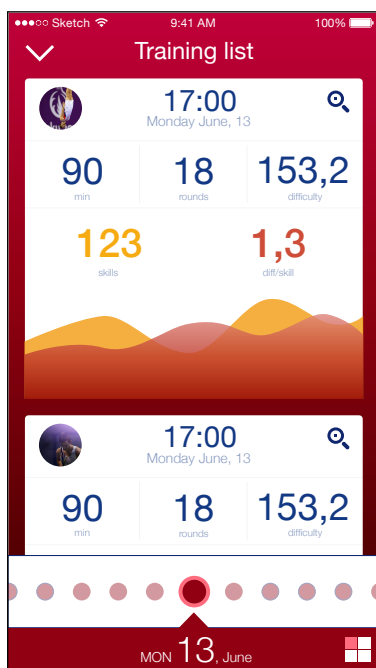 Sketch 9:41 AM 100%
Training list
17:00
Monday June, 13
90 18 153,2
min rounds difficulty
123 1,3
skills diff/skill
17:00
Monday June, 13
90 18 153,2
min rounds difficulty
MON 13, June